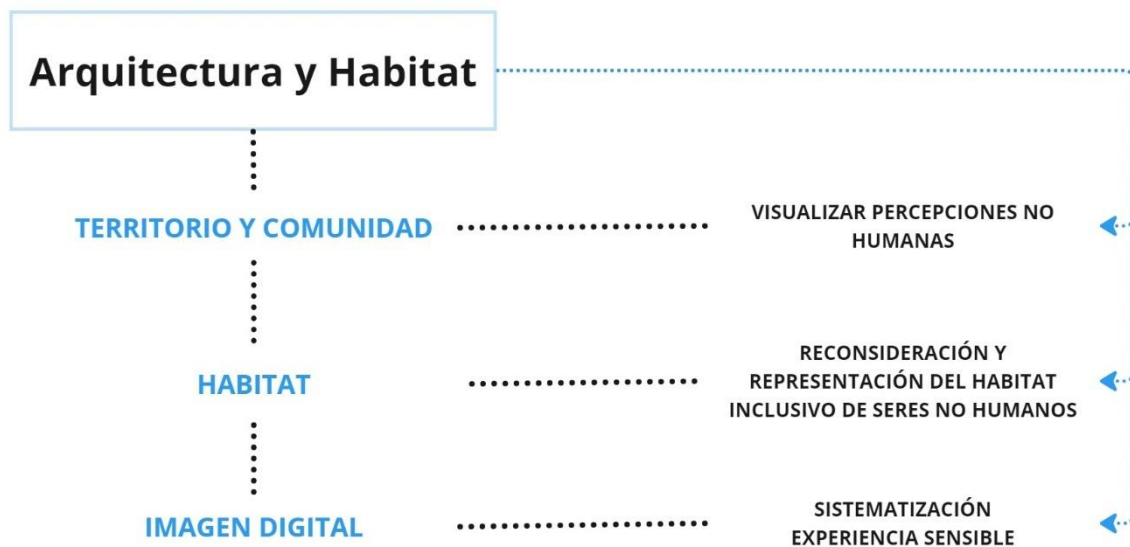 Arquitectura y Habitat
TERRITORIO Y COMUNIDAD
VISUALIZAR PERCEPCIONES NO
HUMANAS
HABITAT
RECONSIDERACIÓN Y
REPRESENTACIÓN DEL HABITAT
INCLUSIVO DE SERES NO HUMANOS
IMAGEN DIGITAL
SISTEMATIZACIÓN
EXPERIENCIA SENSIBLE